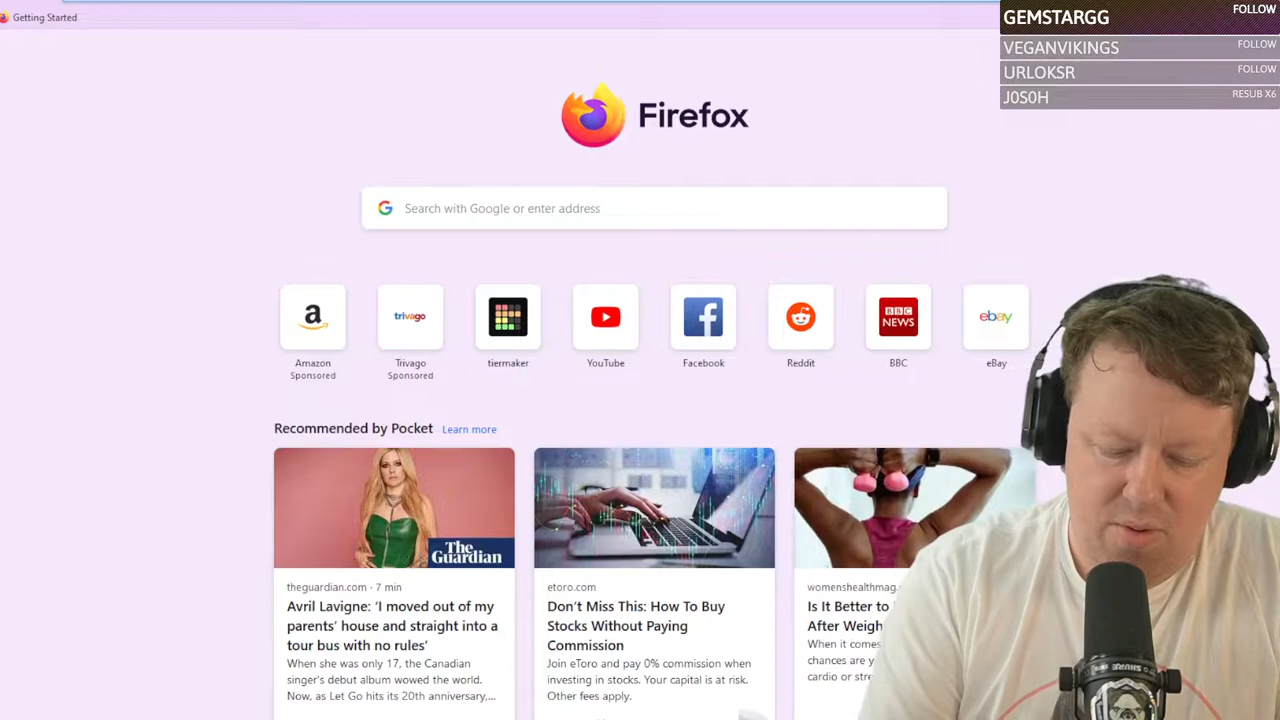 Getting Started
GEMSTARGG FOLLOW
VEGANVIKINGS FOLLOW
URLOKSR FOLLOW
J0S0H RESUB X6
Firefox
Search with Google or enter address
a
trivago
BBC
NEWS
ebay
Amazon
Sponsored
Trivago
Sponsored
tiermaker
YouTube
Facebook
Reddit
BBC
eBay
Recommended by Pocket Learn more
The
Guardian
theguardian.com · 7 min
Avril Lavigne: ‘I moved out of my
parents’ house and straight into a
tour bus with no rules’
When she was only 17, the Canadian
singer’s debut album wowed the world.
Now, as Let Go hits its 20th anniversary,...
etoro.com
Don’t Miss This: How To Buy
Stocks Without Paying
Commission
Join eToro and pay 0% commission when
investing in stocks. Your capital is at risk.
Other fees apply.
womenshealthmag.
Is It Better to
After Weigh
When it comes
chances are y
cardio or stre
SHURE